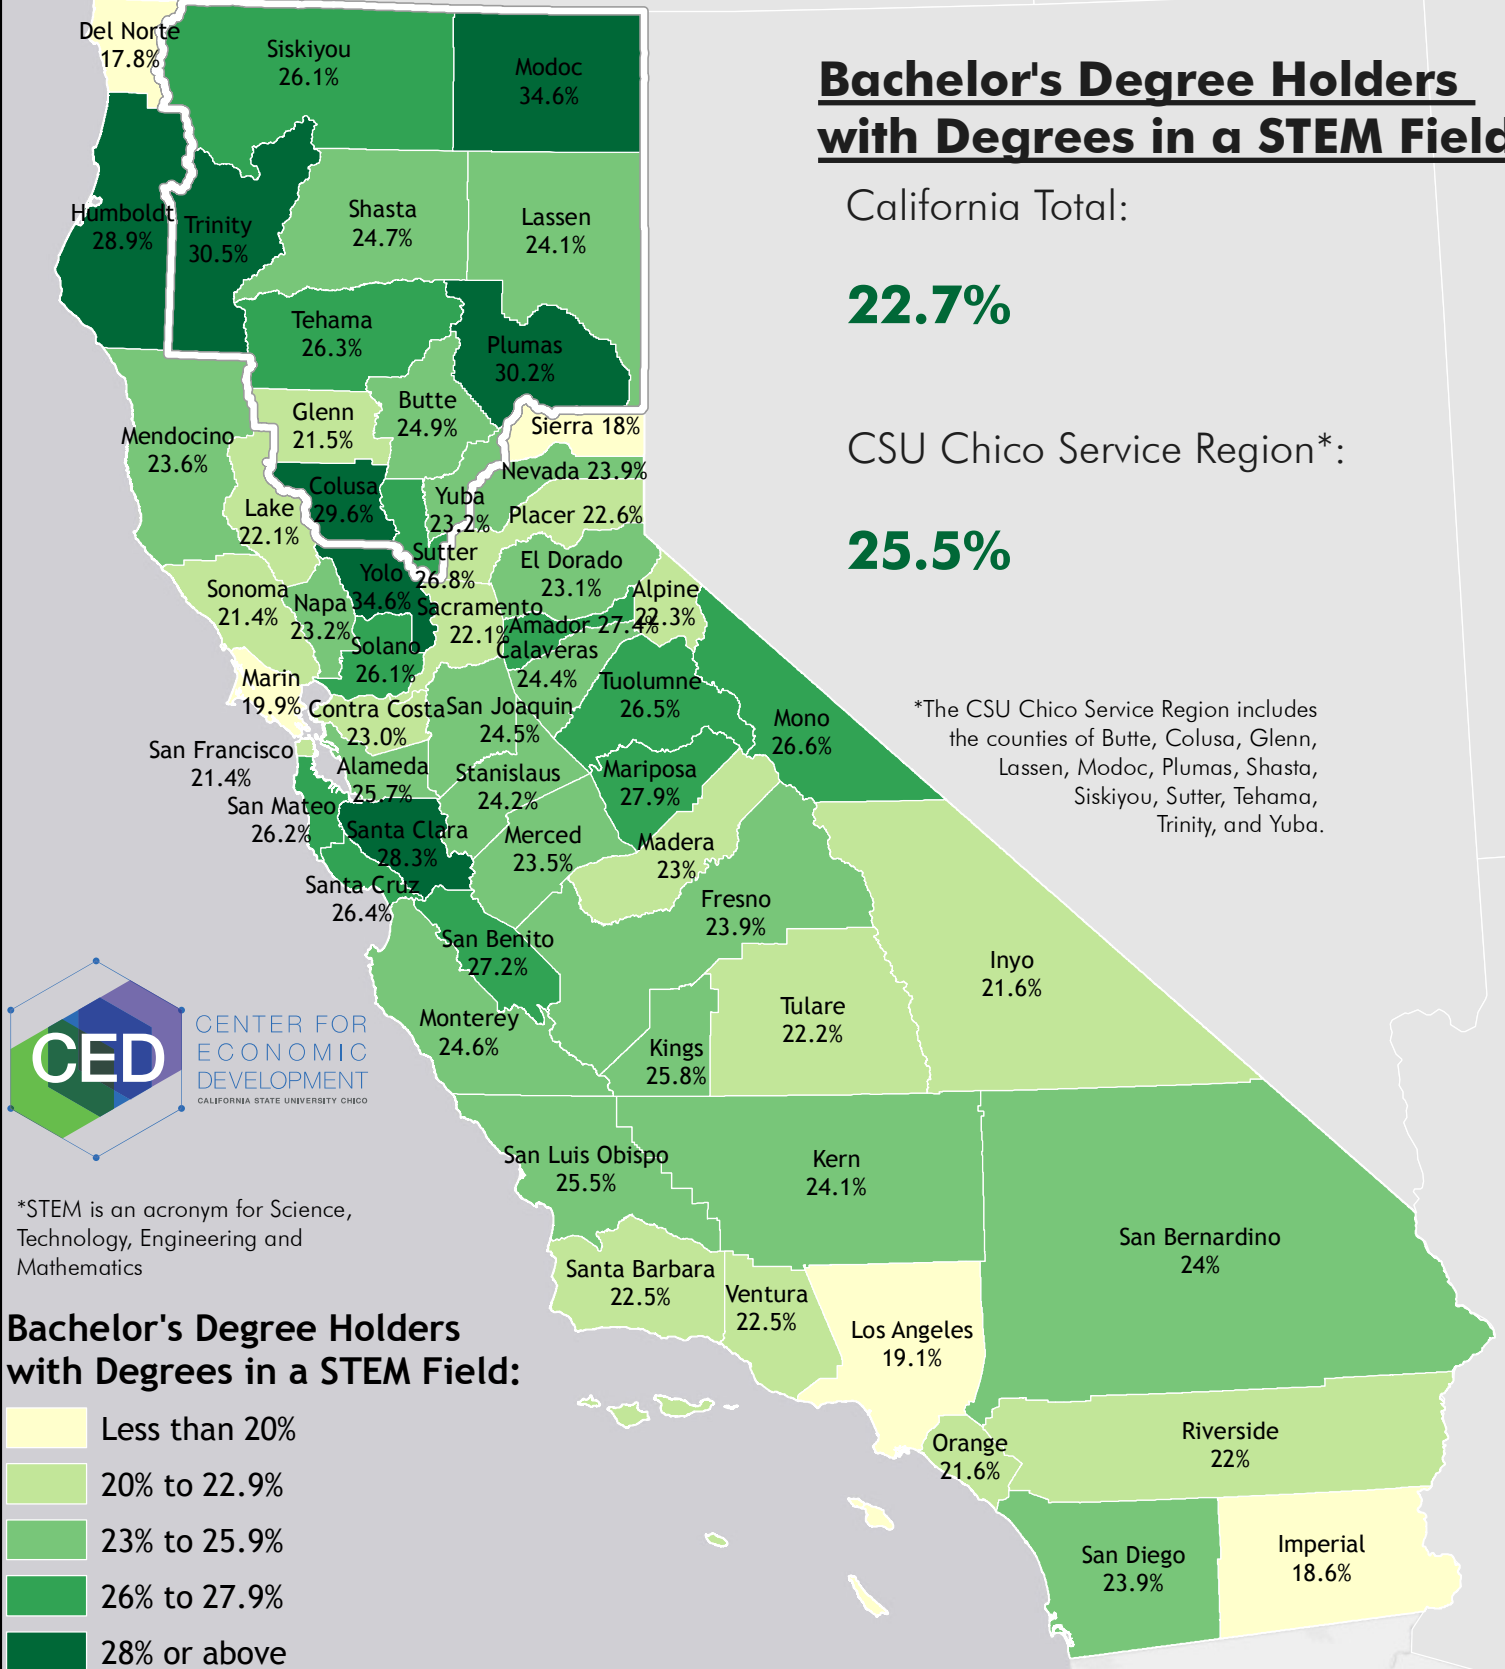 Bachelor's Degree Holders
with Degrees in a STEM Field
California Total:
22.7%
CSU Chico Service Region*:
25.5%
*The CSU Chico Service Region includes
the counties of Butte, Colusa, Glenn,
Lassen, Modoc, Plumas, Shasta,
Siskiyou, Sutter, Tehama,
Trinity, and Yuba.
Del Norte
17.8%
Siskiyou
26.1%
Modoc
34.6%
Humboldt
28.9%
Trinity
30.5%
Shasta
24.7%
Lassen
24.1%
Tehama
26.3%
Plumas
30.2%
Mendocino
23.6%
Glenn
21.5%
Butte
24.9%
Sierra 18%
Nevada 23.9%
Colusa
29.6%
Yuba
23.2%
Placer 22.6%
Lake
22.1%
Sutter
26.8%
El Dorado
23.1%
Yolo
34.6%
Alpine
22.3%
Sonoma
21.4%
Napa
23.2%
Sacramento
22.1%
Amador 27.4%
Solano
26.1%
Calaveras
24.4%
Tuolumne
26.5%
Marin
19.9%
Contra Costa
23.0%
San Joaquin
24.5%
Mono
26.6%
San Francisco
21.4%
Alameda
25.7%
Stanislaus
24.2%
Mariposa
27.9%
San Mateo
26.2%
Santa Clara
28.3%
Merced
23.5%
Madera
23%
Santa Cruz
26.4%
Fresno
23.9%
San Benito
27.2%
Inyo
21.6%
Monterey
24.6%
Tulare
22.2%
Kings
25.8%
San Luis Obispo
25.5%
Kern
24.1%
San Bernardino
24%
Santa Barbara
22.5%
Ventura
22.5%
Los Angeles
19.1%
Orange
21.6%
Riverside
22%
San Diego
23.9%
Imperial
18.6%
CED
CENTER FOR
ECONOMIC
DEVELOPMENT
CALIFORNIA STATE UNIVERSITY CHICO
*STEM is an acronym for Science,
Technology, Engineering and
Mathematics
Bachelor's Degree Holders
with Degrees in a STEM Field:
Less than 20%
20% to 22.9%
23% to 25.9%
26% to 27.9%
28% or above